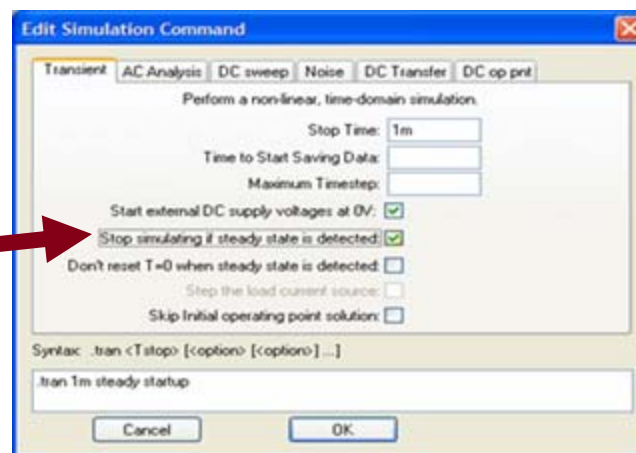 Edit Simulation Command
Transient AC Analysis DC sweep Noise DC Transfer DC op pnt
Perform a non-linear, time-domain simulation.
Stop Time: 1m
Time to Start Saving Data:
Maximum Timestep:
Start external DC supply voltages at 0V:
Stop simulating if steady state is detected:
Don't reset T=0 when steady state is detected:
Step the load current source:
Skip Initial operating point solution:
Syntax: .tran <Tstop> [<option> [<option>] ...]
.tran 1m steady startup
Cancel OK